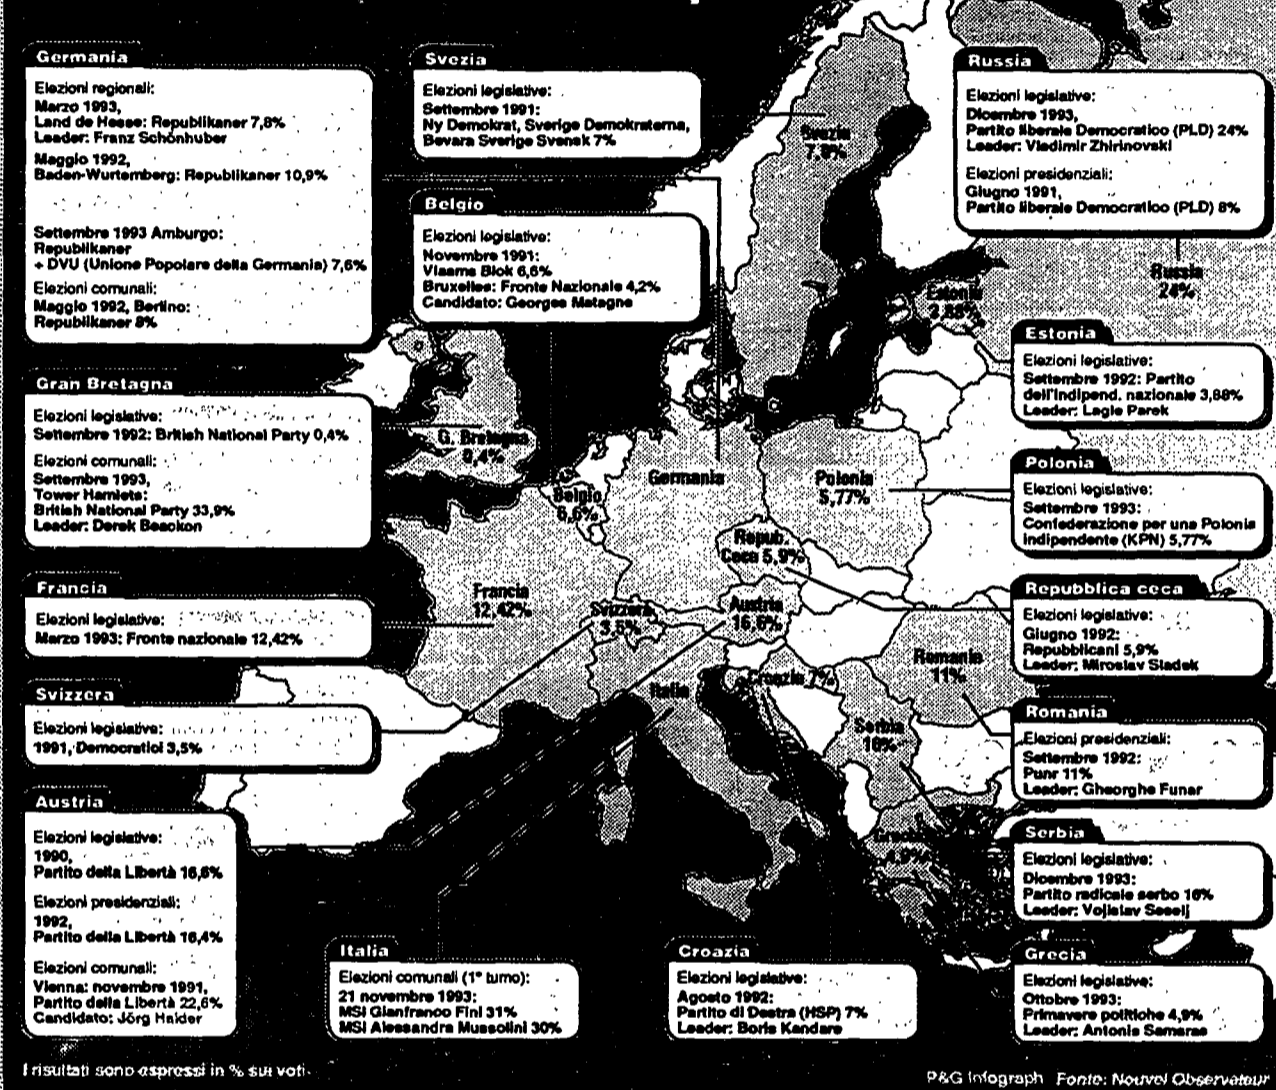 Germania
Elezioni regionali:
Marzo 1993,
Land de Hesse: Republikaner 7,8%
Leader: Franz Schönhuber
Maggio 1992,
Baden-Wurtemberg: Republikaner 10,9%
Settembre 1993 Amburgo:
Republikaner
+ DVU (Unione Popolare della Germania) 7,6%
Elezioni comunali:
Maggio 1992, Berlino:
Republikaner 8%
Gran Bretagna
Elezioni legislative:
Settembre 1992: British National Party 0,4%
Elezioni comunali:
Settembre 1993,
Tower Hamlets:
British National Party 33,9%
Leader: Derek Beackon
Francia
Elezioni legislative:
Marzo 1993: Fronte nazionale 12,42%
Svizzera
Elezioni legislative:
1991, Democratici 3,5%
Austria
Elezioni legislative:
1990,
Partito della Libertà 16,6%
Elezioni presidenziali:
1992,
Partito della Libertà 16,4%
Elezioni comunali:
Vienna: novembre 1991,
Partito della Libertà 22,6%
Candidato: Jörg Haider
Svezia
Elezioni legislative:
Settembre 1991:
Ny Demokrat, Sverige Demokraterna,
Bevara Sverige Svensk 7%
Belgio
Elezioni legislative:
Novembre 1991:
Vlaams Blok 6,6%
Bruxelles: Fronte Nazionale 4,2%
Candidato: Georges Matagne
Svezia
G. Bretagna
Belgio
6,6%
Germania
Polonia
5,77%
Repub.
Ceca 5,9%
Francia
12,42%
Svizzera
3,5%
Austria
16,6%
Italia
Croazia 7%
Romania
11%
Serbia
16%
Estonia
Russia
24%
Grecia
4,9%
Russia
Elezioni legislative:
Dicembre 1993,
Partito liberale Democratico (PLD) 24%
Leader: Vladimir Zhirinovski
Elezioni presidenziali:
Giugno 1991,
Partito liberale Democratico (PLD) 8%
Estonia
Elezioni legislative:
Settembre 1992: Partito
dell'Indipend. nazionale 3,88%
Leader: Lagle Parek
Polonia
Elezioni legislative:
Settembre 1993:
Confederazione per una Polonia
Indipendente (KPN) 5,77%
Repubblica ceca
Elezioni legislative:
Giugno 1992:
Repubblicani 5,9%
Leader: Miroslav Sladek
Romania
Elezioni presidenziali:
Settembre 1992:
Punr 11%
Leader: Gheorghe Funar
Serbia
Elezioni legislative:
Dicembre 1993:
Partito radicale serbo 16%
Leader: Vojislav Seselj
Grecia
Elezioni legislative:
Ottobre 1993:
Primavere politiche 4,9%
Leader: Antonis Samaras
Italia
Elezioni comunali (1° turno):
21 novembre 1993:
MSI Gianfranco Fini 31%
MSI Alessandra Mussolini 30%
Croazia
Elezioni legislative:
Agosto 1992:
Partito di Destra (HSP) 7%
Leader: Boris Kandare
I risultati sono espressi in % sui voti
P&G Infograph Fonte: Nouvel Observateur